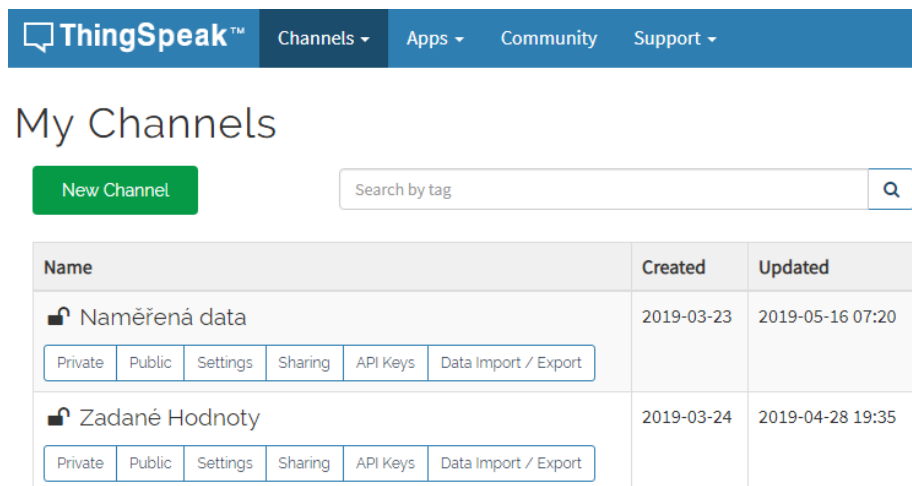 ThingSpeak™ Channels Apps Community Support
My Channels
New Channel Search by tag
Name Created Updated
Naměřená data 2019-03-23 2019-05-16 07:20
Private Public Settings Sharing API Keys Data Import / Export
Zadané Hodnoty 2019-03-24 2019-04-28 19:35
Private Public Settings Sharing API Keys Data Import / Export